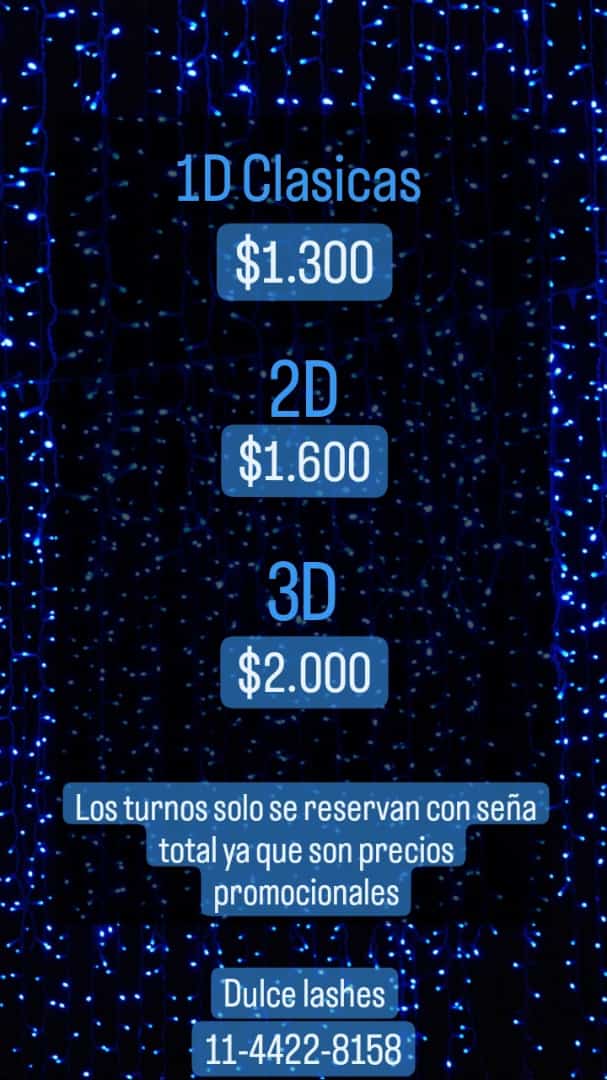 1D Clasicas
$1.300
2D
$1.600
3D
$2.000
Los turnos solo se reservan con seña
total ya que son precios
promocionales
Dulce lashes
11-4422-8158